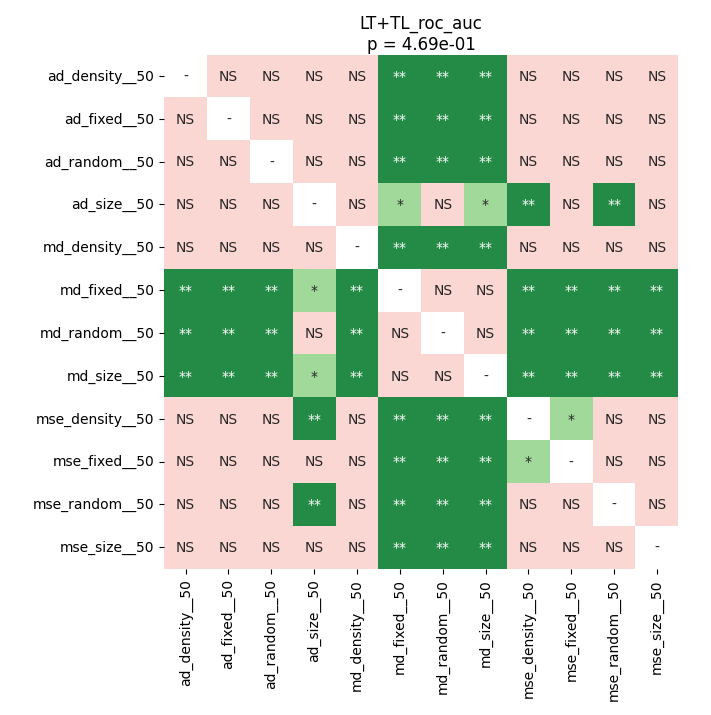 LT+TL_roc_auc
p = 4.69e-01
ad_density__50 - NS NS NS NS ** ** ** NS NS NS NS
ad_fixed__50 NS - NS NS NS ** ** ** NS NS NS NS
ad_random__50 NS NS - NS NS ** ** ** NS NS NS NS
ad_size__50 NS NS NS - NS * NS * ** NS ** NS
md_density__50 NS NS NS NS - ** ** ** NS NS NS NS
md_fixed__50 ** ** ** * ** - NS NS ** ** ** **
md_random__50 ** ** ** NS ** NS - NS ** ** ** **
md_size__50 ** ** ** * ** NS NS - ** ** ** **
mse_density__50 NS NS NS ** NS ** ** ** - * NS NS
mse_fixed__50 NS NS NS NS NS ** ** ** * - NS NS
mse_random__50 NS NS NS ** NS ** ** ** NS NS - NS
mse_size__50 NS NS NS NS NS ** ** ** NS NS NS -
ad_density__50
ad_fixed__50
ad_random__50
ad_size__50
md_density__50
md_fixed__50
md_random__50
md_size__50
mse_density__50
mse_fixed__50
mse_random__50
mse_size__50